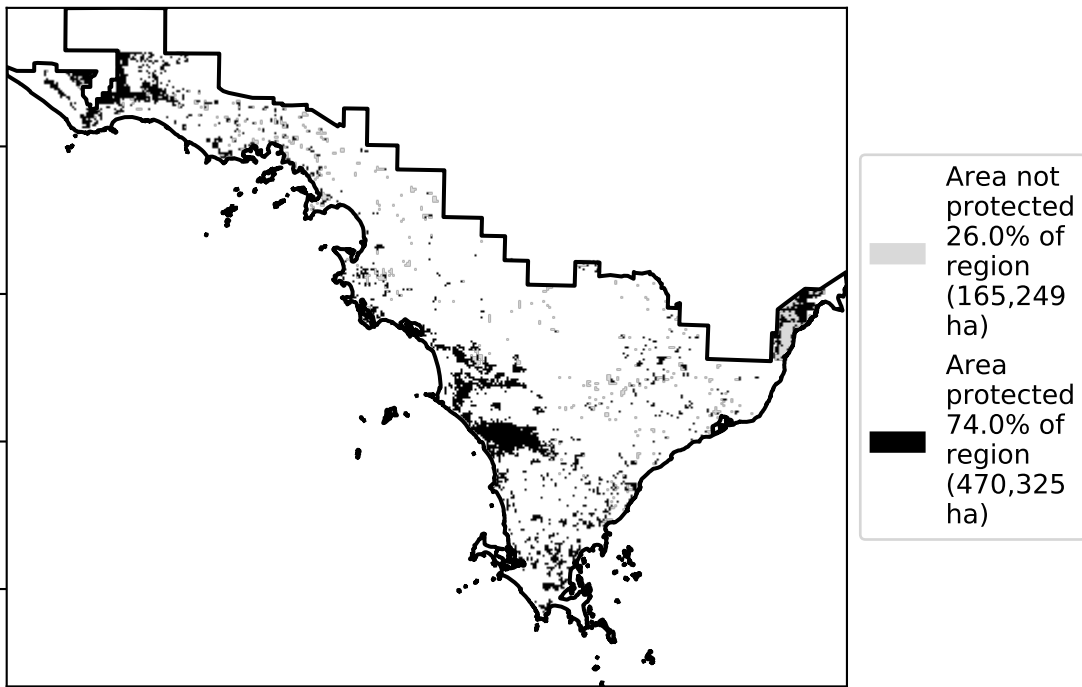 Area not
protected
26.0% of
region
(165,249
ha)
Area
protected
74.0% of
region
(470,325
ha)